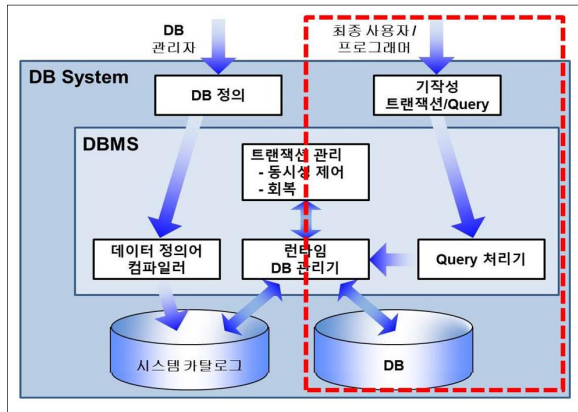 DB
관리자
최종 사용자/
프로그래머
DB System
DB 정의
기작성
트랜잭션/Query
DBMS
트랜잭션 관리
- 동시성 제어
- 회복
데이터 정의어
컴파일러
런타임
DB 관리기
Query 처리기
시스템 카탈로그
DB